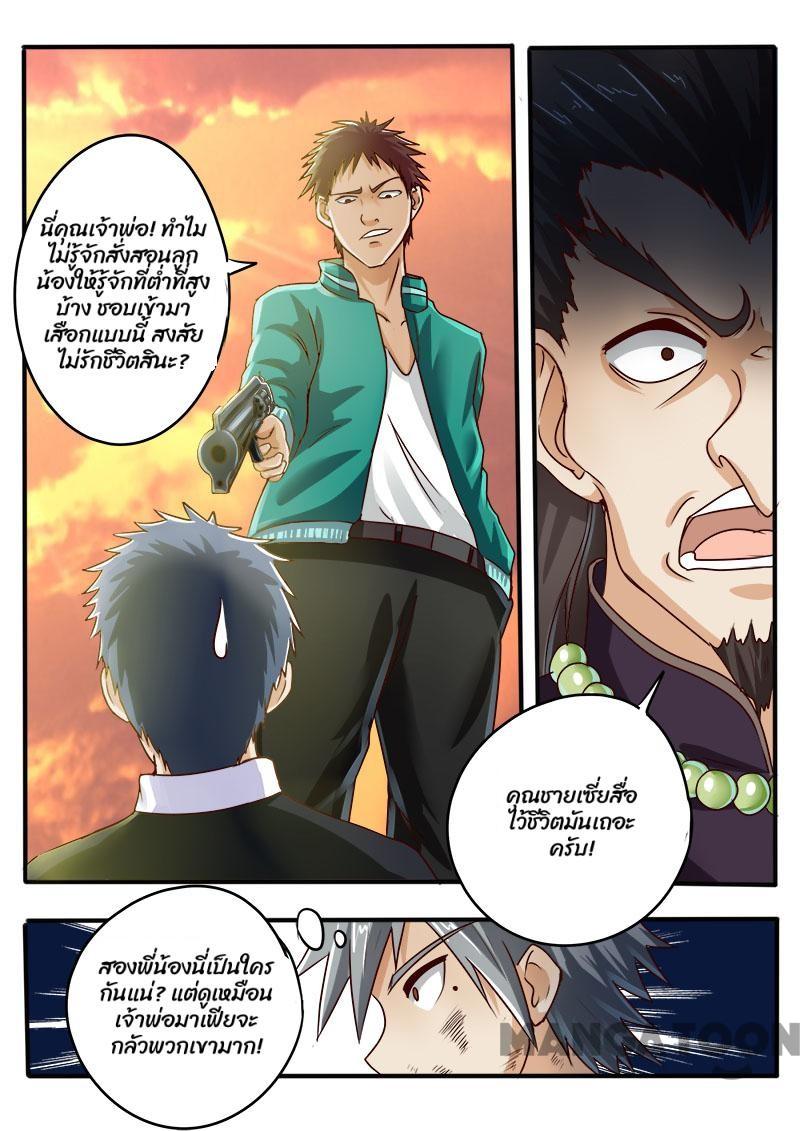 นี่คุณเจ้าพ่อ! ทำไม
ไม่รู้จักสั่งสอนลูก
น้องให้รู้จักที่ต่ำที่สูง
บ้าง ชอบเข้ามา
เสือกแบบนี้ สงสัย
ไม่รักชีวิตสินะ?
คุณชายเซี่ยสื่อ
ไว้ชีวิตมันเถอะ
ครับ!
สองพี่น้องนี่เป็นใคร
กันแน่? แต่ดูเหมือน
เจ้าพ่อมาเฟียจะ
กลัวพวกเขามาก!
MANGATOON